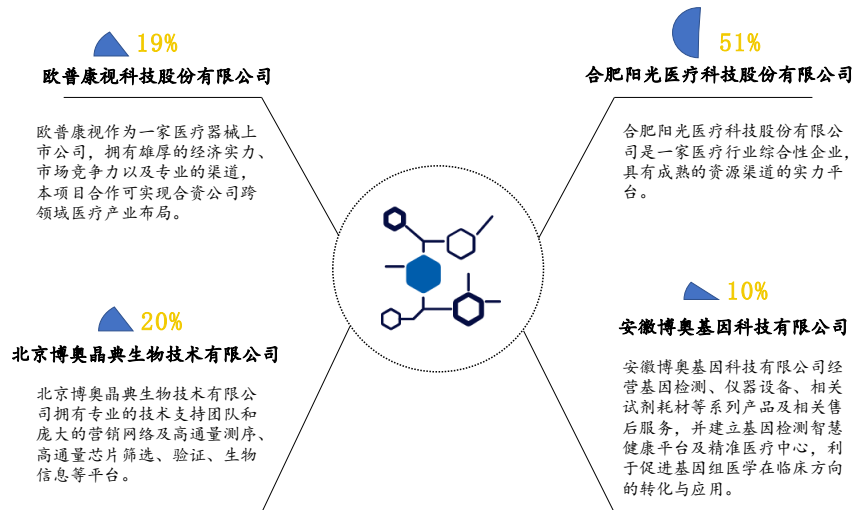 19%
欧普康视科技股份有限公司
欧普康视作为一家医疗器械上
市公司，拥有雄厚的经济实力、
市场竞争力以及专业的渠道，
本项目合作可实现合资公司跨
领域医疗产业布局。
51%
合肥阳光医疗科技股份有限公司
合肥阳光医疗科技股份有限公
司是一家医疗行业综合性企业，
具有成熟的资源渠道的实力平
台。
20%
北京博奥晶典生物技术有限公司
北京博奥晶典生物技术有限公
司拥有专业的技术支持团队和
庞大的营销网络及高通量测序、
高通量芯片筛选、验证、生物
信息等平台。
10%
安徽博奥基因科技有限公司
安徽博奥基因科技有限公司经
营基因检测、仪器设备、相关
试剂耗材等系列产品及相关售
后服务，并建立基因检测智慧
健康平台及精准医疗中心，利
于促进基因组医学在临床方向
的转化与应用。